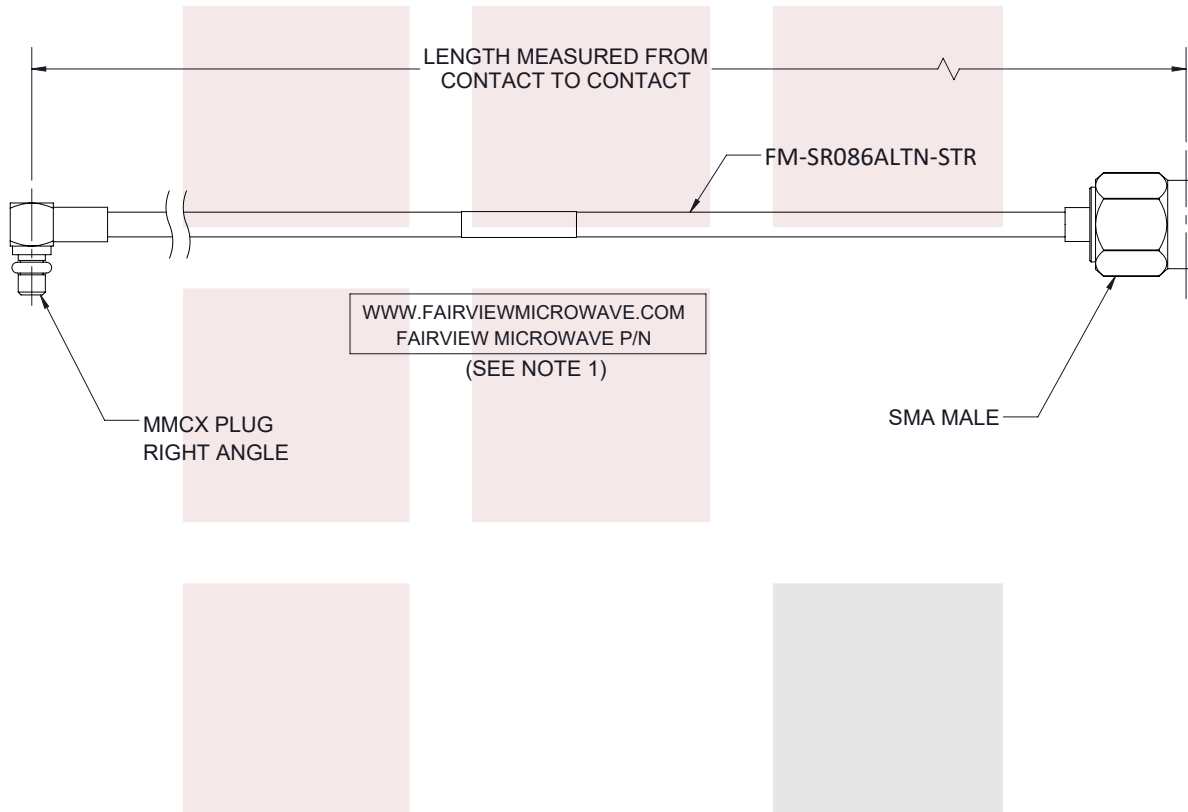 LENGTH MEASURED FROM
CONTACT TO CONTACT
FM-SR086ALTN-STR
WWW.FAIRVIEWMICROWAVE.COM
FAIRVIEW MICROWAVE P/N
(SEE NOTE 1)
MMCX PLUG
RIGHT ANGLE
SMA MALE